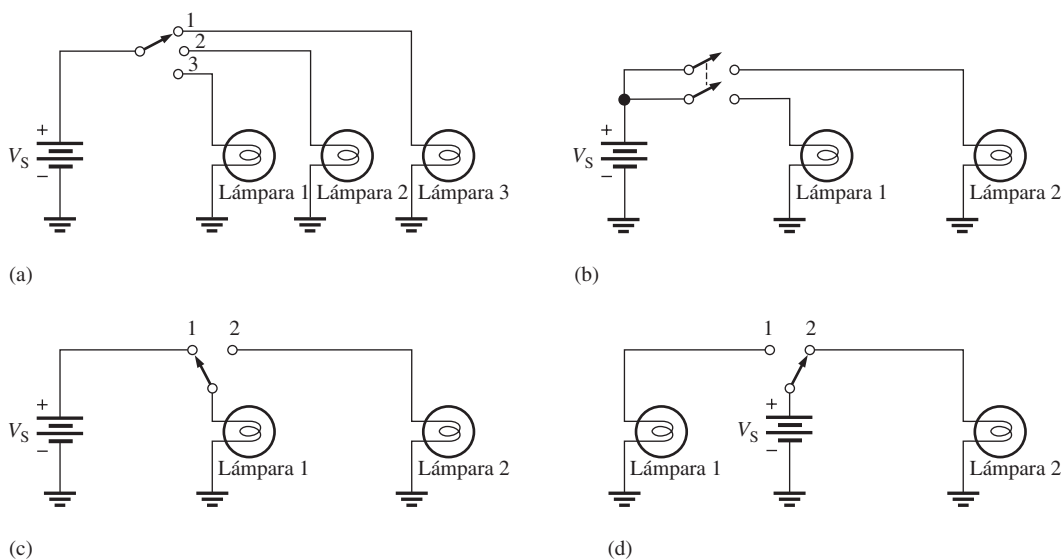 1
2
3
+
V_S
−
Lámpara 1 Lámpara 2 Lámpara 3
(a)
+
V_S
−
Lámpara 1 Lámpara 2
(b)
1 2
+
V_S
−
Lámpara 1 Lámpara 2
(c)
1 2
+
V_S
−
Lámpara 1 Lámpara 2
(d)